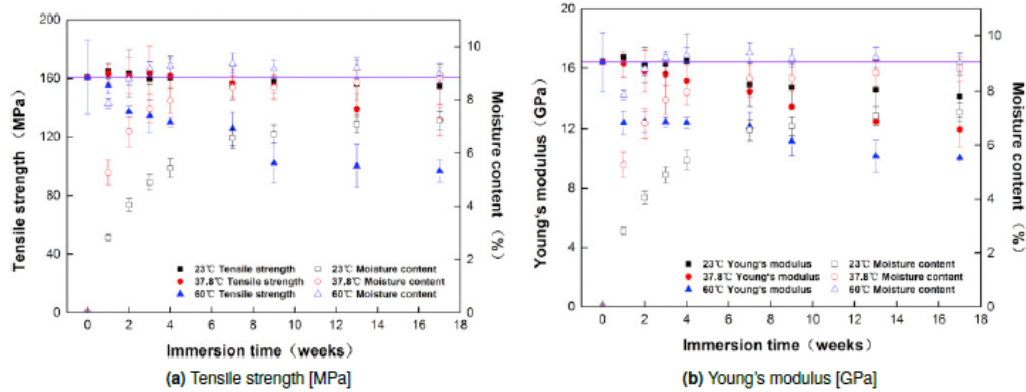 200
160
120
80
40
0
Tensile strength (MPa)
10
8
6
4
2
0
Moisture content (%)
23℃ Tensile strength
37.8℃ Tensile strength
60℃ Tensile strength
23℃ Moisture content
37.8℃ Moisture content
60℃ Moisture content
0 2 4 6 8 10 12 14 16 18
Immersion time (weeks)
(a) Tensile strength [MPa]
20
16
12
8
4
0
Young's modulus (GPa)
10
8
6
4
2
0
Moisture content (%)
23℃ Young's modulus
37.8℃ Young's modulus
60℃ Young's modulus
23℃ Moisture content
37.8℃ Moisture content
60℃ Moisture content
0 2 4 6 8 10 12 14 16 18
Immersion time (weeks)
(b) Young's modulus [GPa]